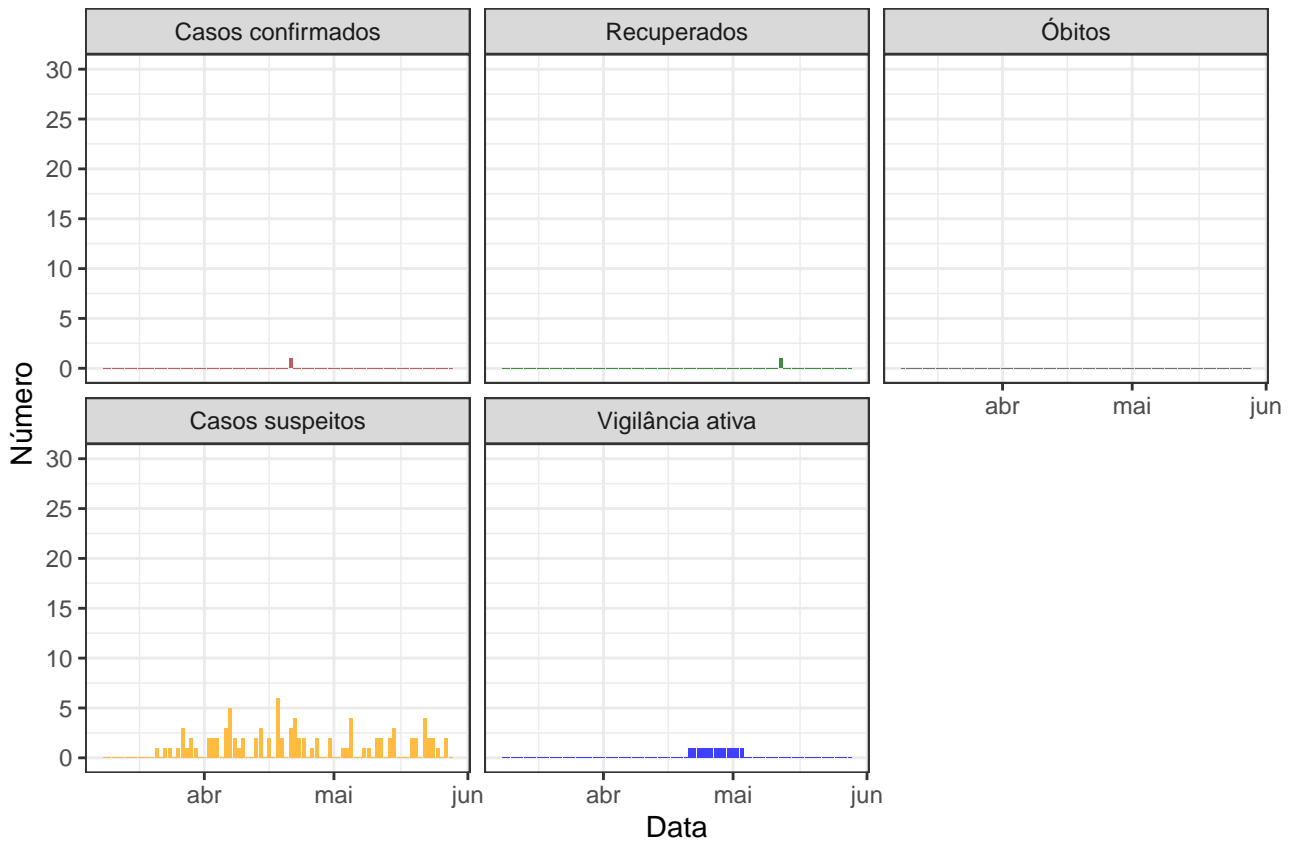 Casos confirmados
Recuperados
Óbitos
30
25
20
15
10
5
0
abr mai jun
Casos suspeitos
Vigilância ativa
30
25
20
15
10
5
0
abr mai jun
abr mai jun
Número
Data